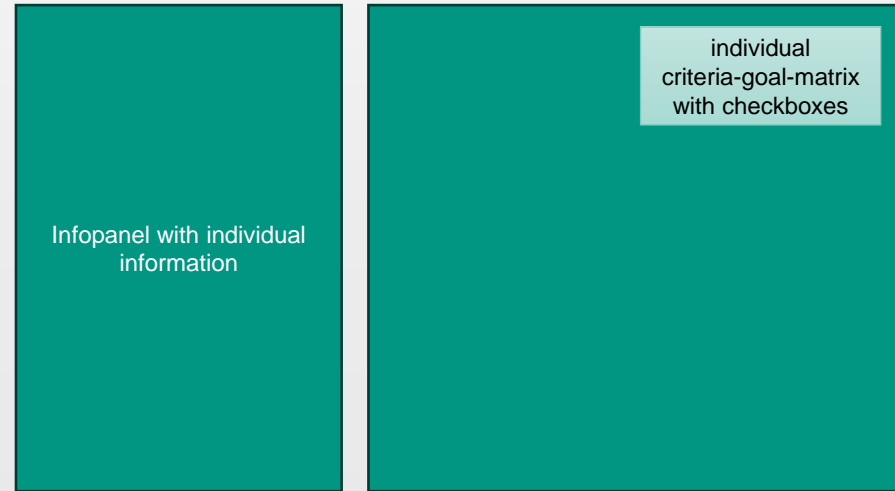 Infopanel with individual
information
individual
criteria-goal-matrix
with checkboxes